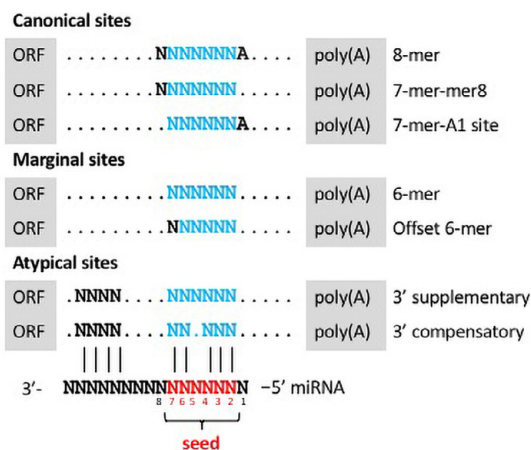 Canonical sites
ORF . . . . . . . . NNNNNNNA. . . . poly(A) 8-mer
ORF . . . . . . . . NNNNNNN. . . . . poly(A) 7-mer-mer8
ORF . . . . . . . . . NNNNNNA. . . . poly(A) 7-mer-A1 site
Marginal sites
ORF . . . . . . . . . NNNNNN. . . . . poly(A) 6-mer
ORF . . . . . . . . . NNNNNN. . . . . poly(A) Offset 6-mer
Atypical sites
ORF .NNNN. . . . NNNNNN. . . . . poly(A) 3′ supplementary
ORF .NNNN. . . . NN.NNN. . . . . poly(A) 3′ compensatory
3′- NNNNNNNNNNNNNNNN –5′ miRNA
8 7 6 5 4 3 2 1
seed